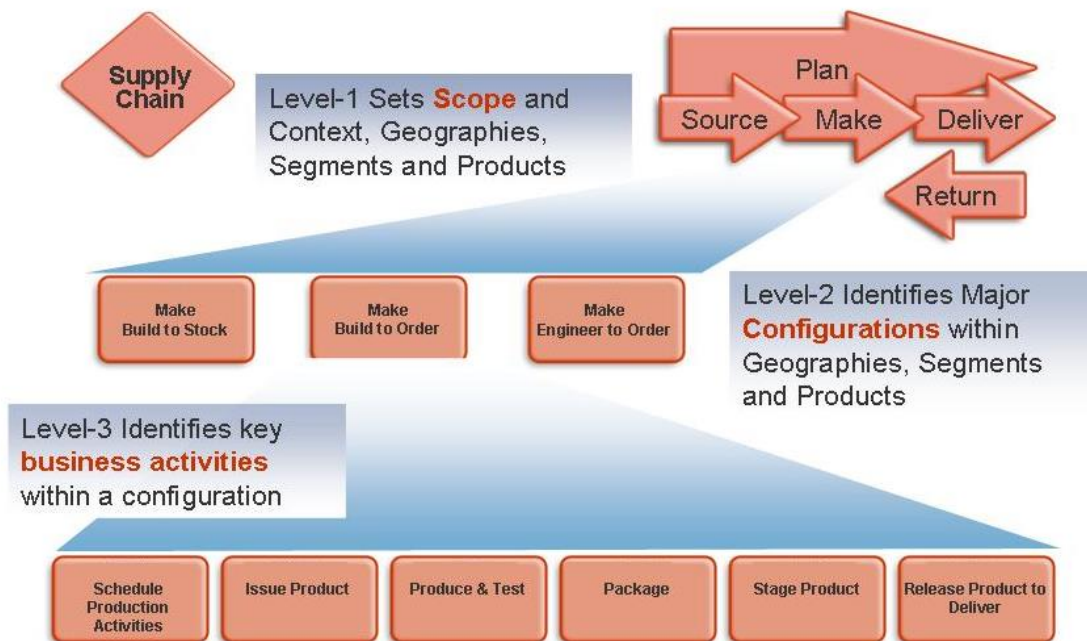 Supply
Chain
Level-1 Sets Scope and
Context, Geographies,
Segments and Products
Plan
Source
Make
Deliver
Return
Make
Build to Stock
Make
Build to Order
Make
Engineer to Order
Level-2 Identifies Major
Configurations within
Geographies, Segments
and Products
Level-3 Identifies key
business activities
within a configuration
Schedule
Production
Activities
Issue Product
Produce & Test
Package
Stage Product
Release Product to
Deliver